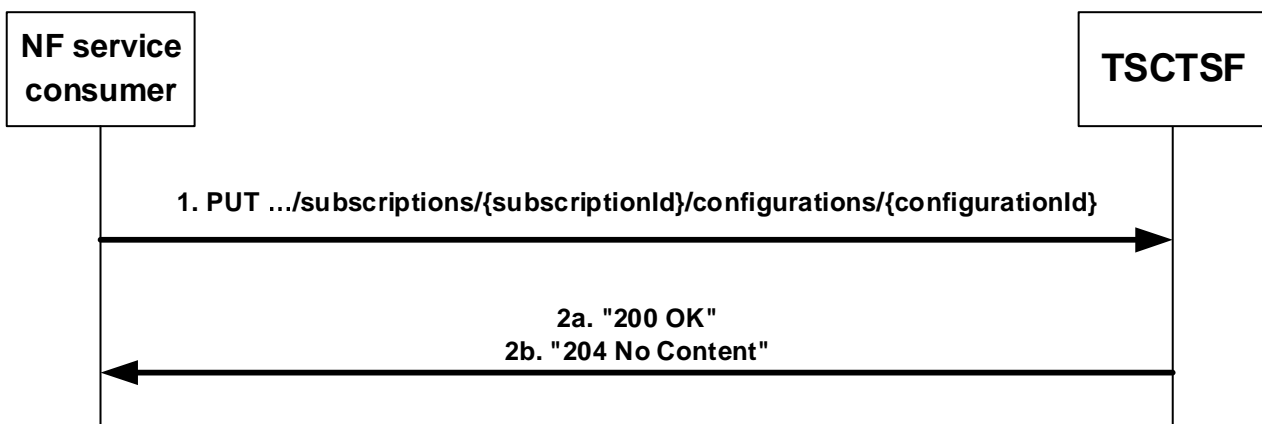 NF service
consumer
TSCTSF
1. PUT …/subscriptions/{subscriptionId}/configurations/{configurationId}
2a. "200 OK"
2b. "204 No Content"